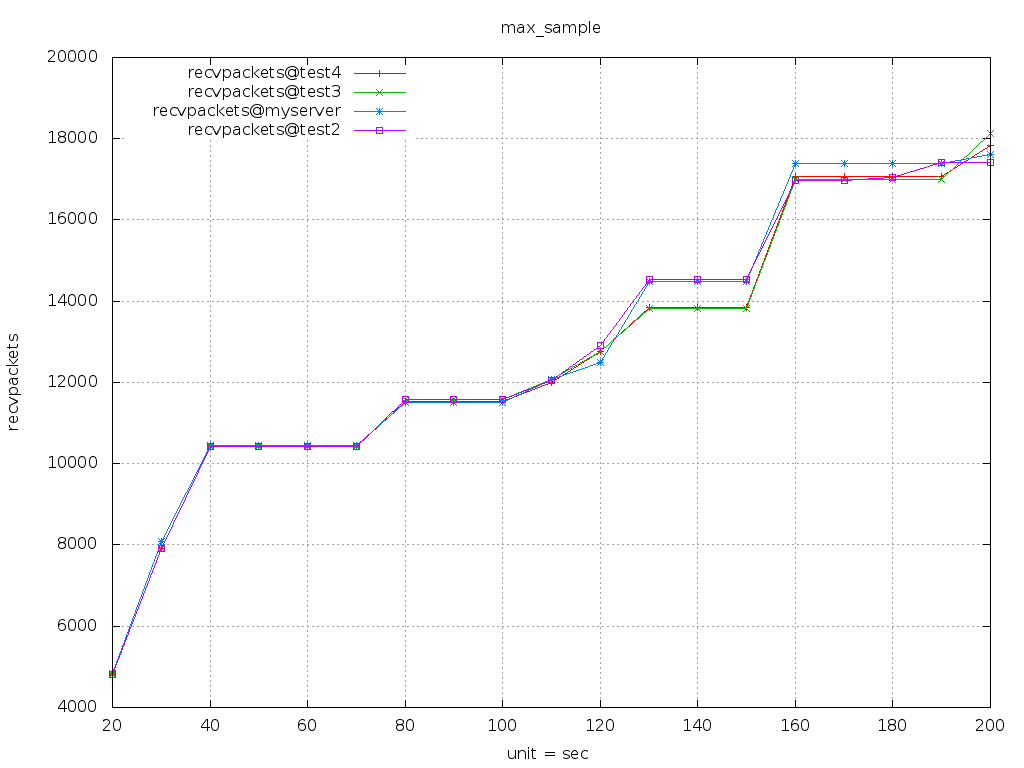 max_sample
20000
18000
16000
14000
12000
10000
8000
6000
4000
recvpackets@test4
recvpackets@test3
recvpackets@myserver
recvpackets@test2
recvpackets
20 40 60 80 100 120 140 160 180 200
unit = sec